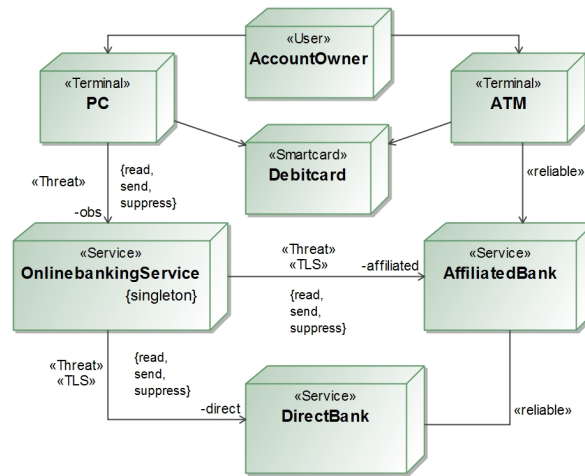 «User»
AccountOwner
«Terminal»
PC
«Terminal»
ATM
«Smartcard»
Debitcard
«Threat»
{read,
send,
suppress}
-obs
«reliable»
«Service»
OnlinebankingService
{singleton}
«Threat»
«TLS»
-affiliated
{read,
send,
suppress}
«Service»
AffiliatedBank
«Threat»
«TLS»
{read,
send,
suppress}
-direct
«Service»
DirectBank
«reliable»